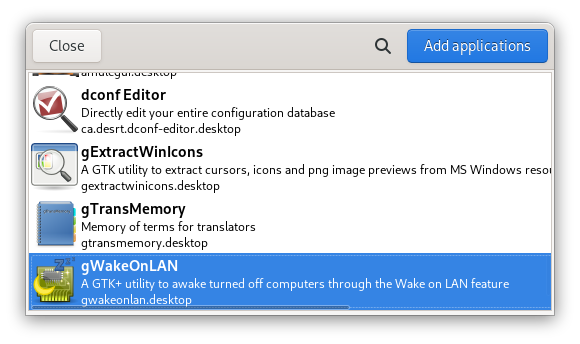 Close
Add applications
amulegui.desktop
dconf Editor
Directly edit your entire configuration database
ca.desrt.dconf-editor.desktop
gExtractWinIcons
A GTK utility to extract cursors, icons and png image previews from MS Windows resou
gextractwinicons.desktop
gTransMemory
Memory of terms for translators
gtransmemory.desktop
gWakeOnLAN
A GTK+ utility to awake turned off computers through the Wake on LAN feature
gwakeonlan.desktop